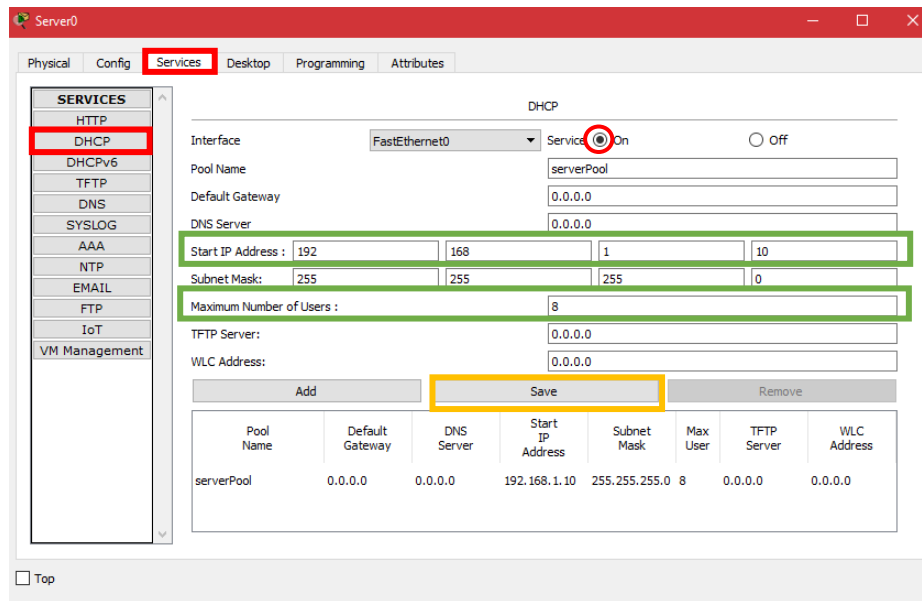 Server0
Physical Config Services Desktop Programming Attributes
SERVICES
HTTP
DHCP
DHCPv6
TFTP
DNS
SYSLOG
AAA
NTP
EMAIL
FTP
IoT
VM Management
DHCP
Interface FastEthernet0 Service On Off
Pool Name serverPool
Default Gateway 0.0.0.0
DNS Server 0.0.0.0
Start IP Address : 192 168 1 10
Subnet Mask: 255 255 255 0
Maximum Number of Users : 8
TFTP Server: 0.0.0.0
WLC Address: 0.0.0.0
Add Save Remove
Pool Name Default Gateway DNS Server Start IP Address Subnet Mask Max User TFTP Server WLC Address
serverPool 0.0.0.0 0.0.0.0 192.168.1.10 255.255.255.0 8 0.0.0.0 0.0.0.0
Top